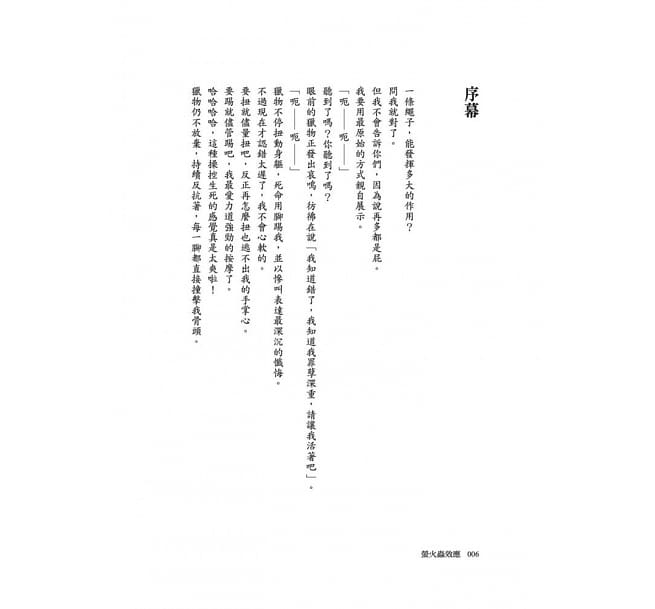 序幕
一條繩子，能發揮多大的作用？
問我就對了。
但我不會告訴你們，因為說再多都是屁。
我要用最原始的方式親自展示。
「呃——呃——」
聽到了嗎？你聽到了嗎？
眼前的獵物正發出哀鳴，彷彿在說「我知道錯了，我知道我罪孽深重，請讓我活著吧」。
「呃——呃——」
獵物不停扭動身軀，死命用腳踢我，並以慘叫表達最深沉的懺悔。
不過現在才認錯太遲了，我不會心軟的。
要扭就儘量扭吧，反正再怎麼扭也逃不出我的手掌心。
要踢就儘管踢吧，我最愛力道強勁的按摩了。
哈哈哈哈，這種操控生死的感覺真是太爽啦！
獵物仍不放棄，持續反抗著，每一腳都直接撞擊我骨頭。
螢火蟲效應 006